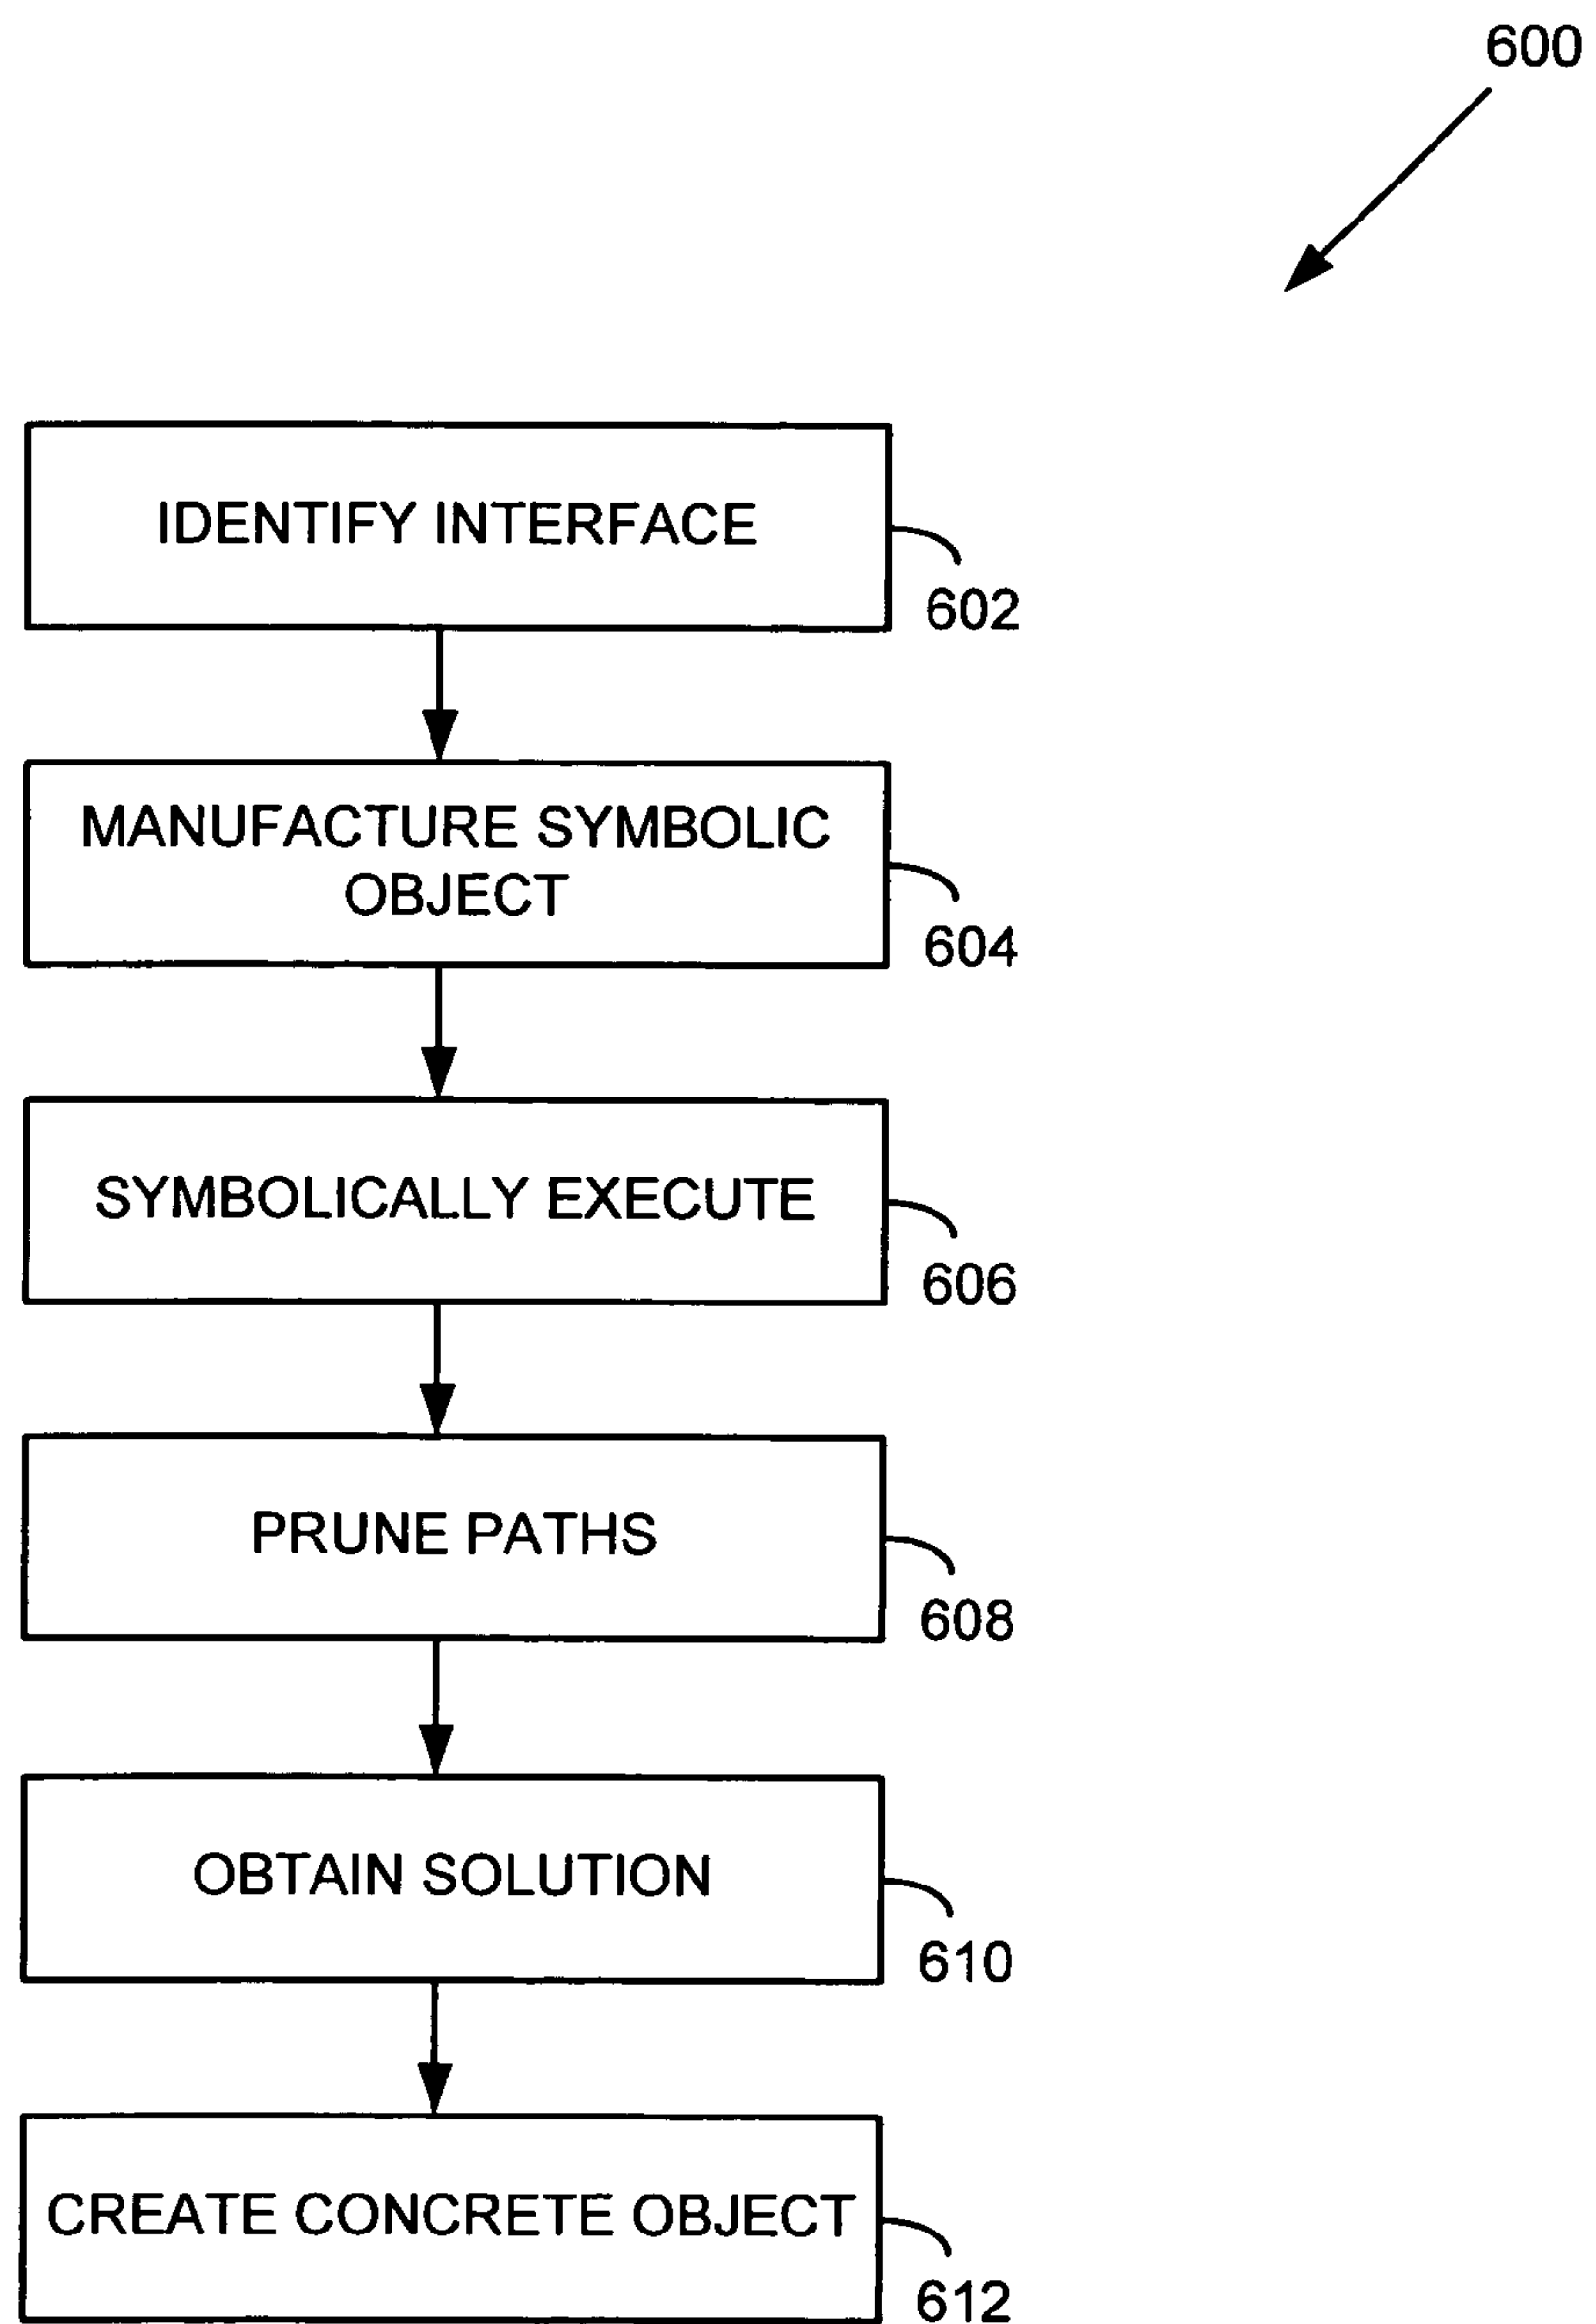 600
IDENTIFY INTERFACE
602
MANUFACTURE SYMBOLIC
OBJECT
604
SYMBOLICALLY EXECUTE
606
PRUNE PATHS
608
OBTAIN SOLUTION
610
CREATE CONCRETE OBJECT
612